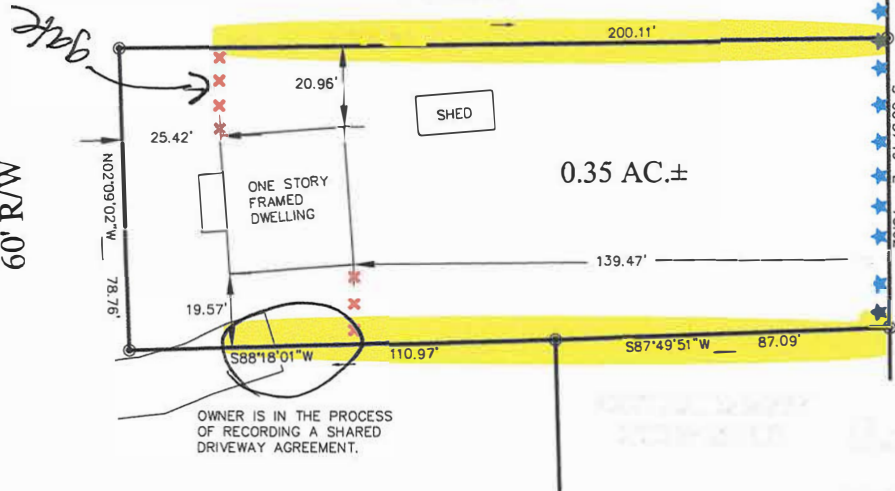 gate
200.11'
20.96'
SHED
25.42'
60' R/W
N02°09'02"W
78.76'
ONE STORY
FRAMED
DWELLING
0.35 AC.±
139.47'
19.57'
S88°18'01"W
110.97'
S87°49'51"W
87.09'
OWNER IS IN THE PROCESS
OF RECORDING A SHARED
DRIVEWAY AGREEMENT.